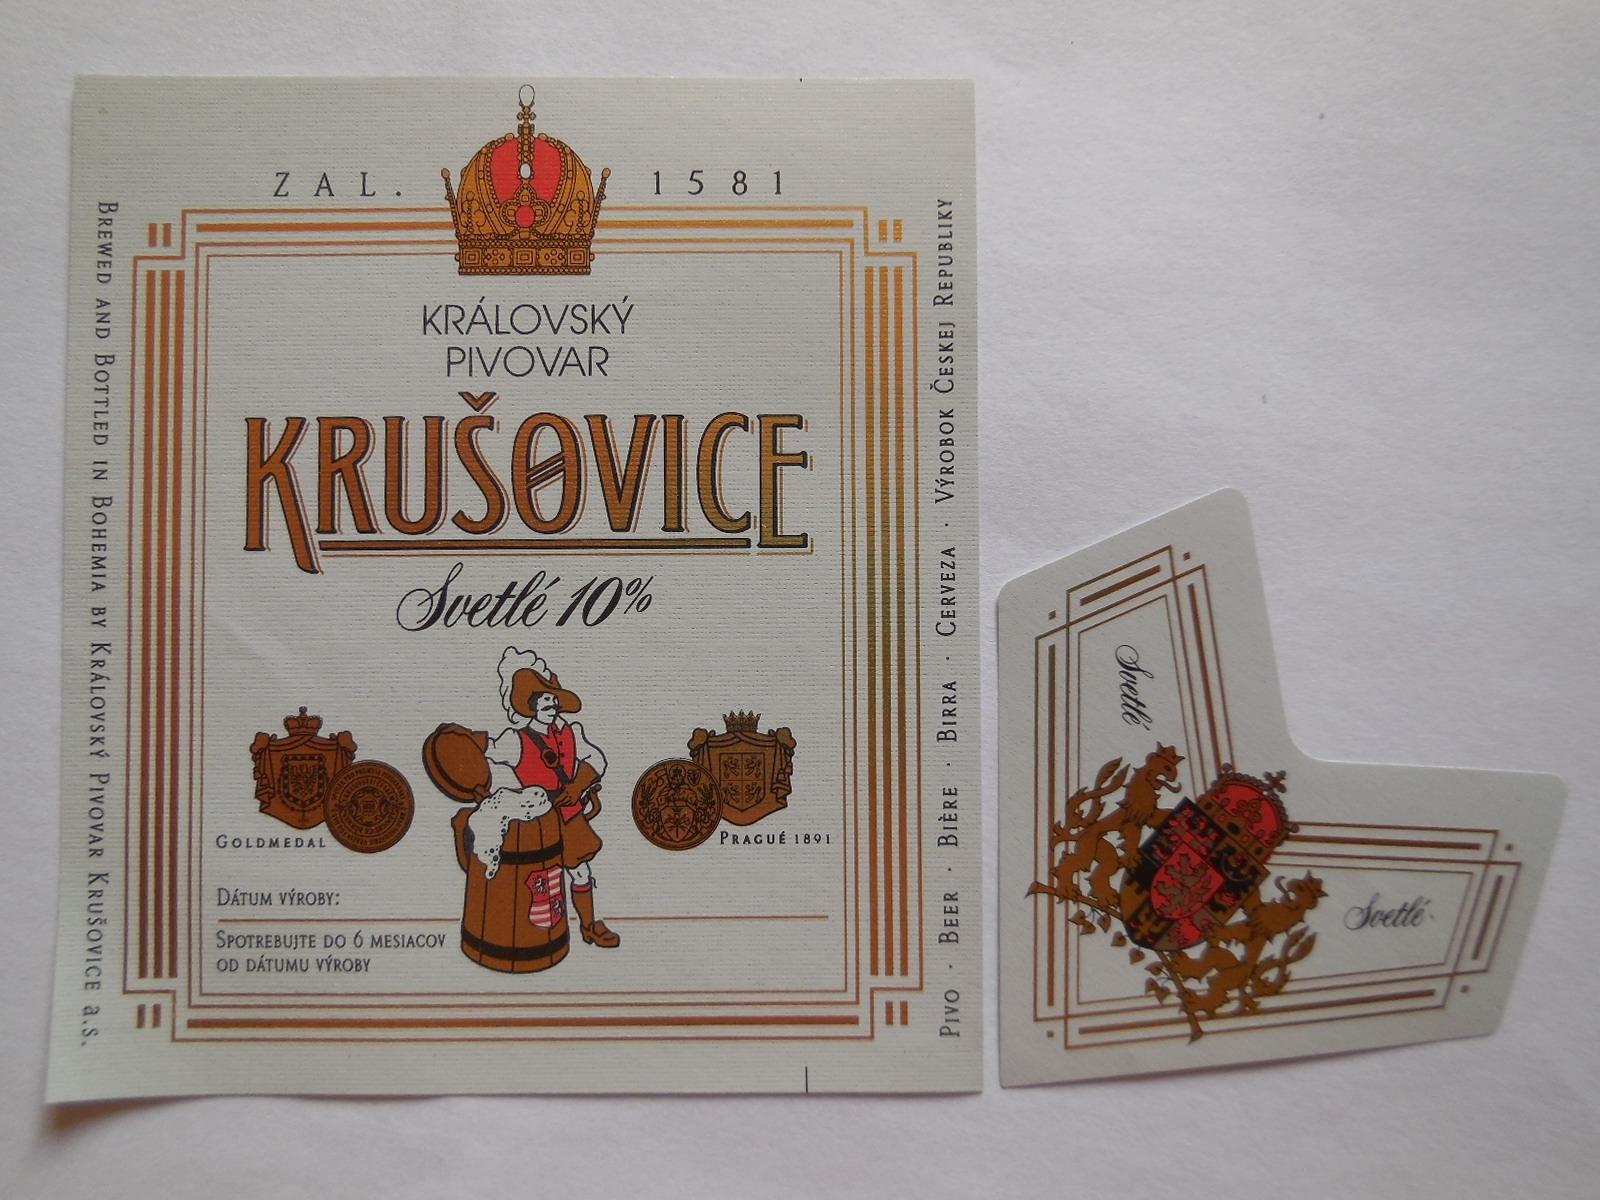 ZAL. 1581
KRÁLOVSKÝ
PIVOVAR
KRUŠOVICE
Svetlé 10%
GOLDMEDAL
PRAGUE 1891
DÁTUM VÝROBY:
SPOTREBUJTE DO 6 MESIACOV
OD DÁTUMU VÝROBY
BREWED AND BOTTLED IN BOHEMIA BY KRÁLOVSKÝ PIVOVAR KRUŠOVICE a.s.
PIVO · BEER · BIÈRE · BIRRA · CERVEZA · VÝROBOK ČESKEJ REPUBLIKY
Svetlé
Svetlé